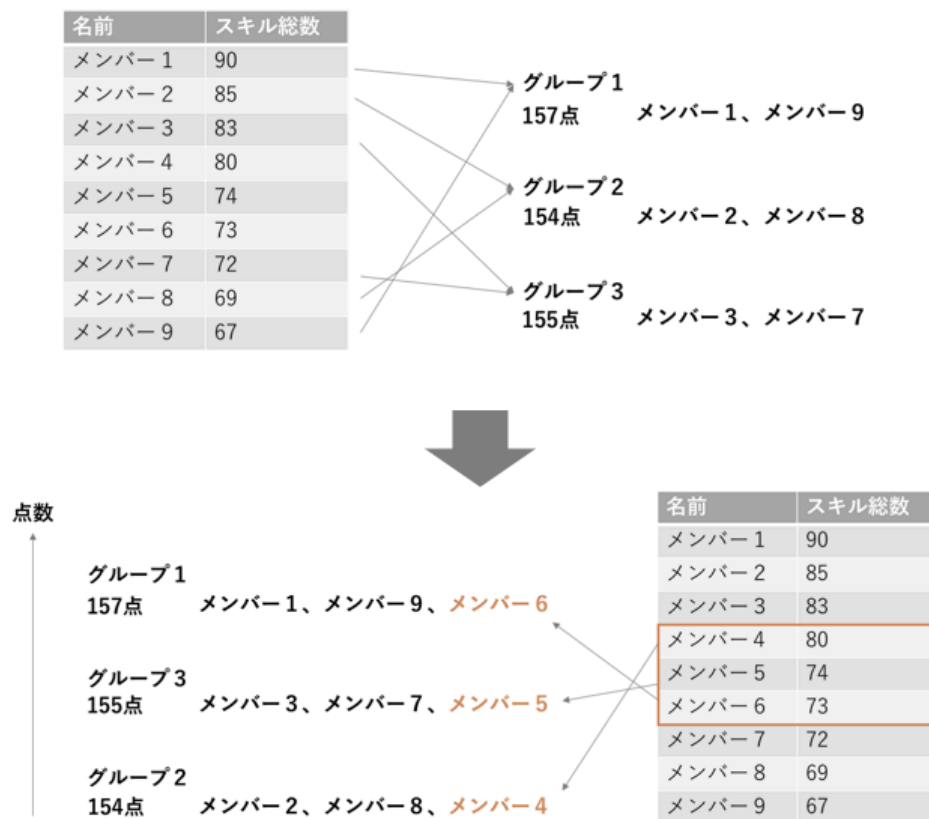 名前 スキル総数
メンバー１ 90
メンバー２ 85
メンバー３ 83
メンバー４ 80
メンバー５ 74
メンバー６ 73
メンバー７ 72
メンバー８ 69
メンバー９ 67
グループ１
157点 メンバー１、メンバー９
グループ２
154点 メンバー２、メンバー８
グループ３
155点 メンバー３、メンバー７
点数
グループ１
157点 メンバー１、メンバー９、メンバー６
グループ３
155点 メンバー３、メンバー７、メンバー５
グループ２
154点 メンバー２、メンバー８、メンバー４
名前 スキル総数
メンバー１ 90
メンバー２ 85
メンバー３ 83
メンバー４ 80
メンバー５ 74
メンバー６ 73
メンバー７ 72
メンバー８ 69
メンバー９ 67